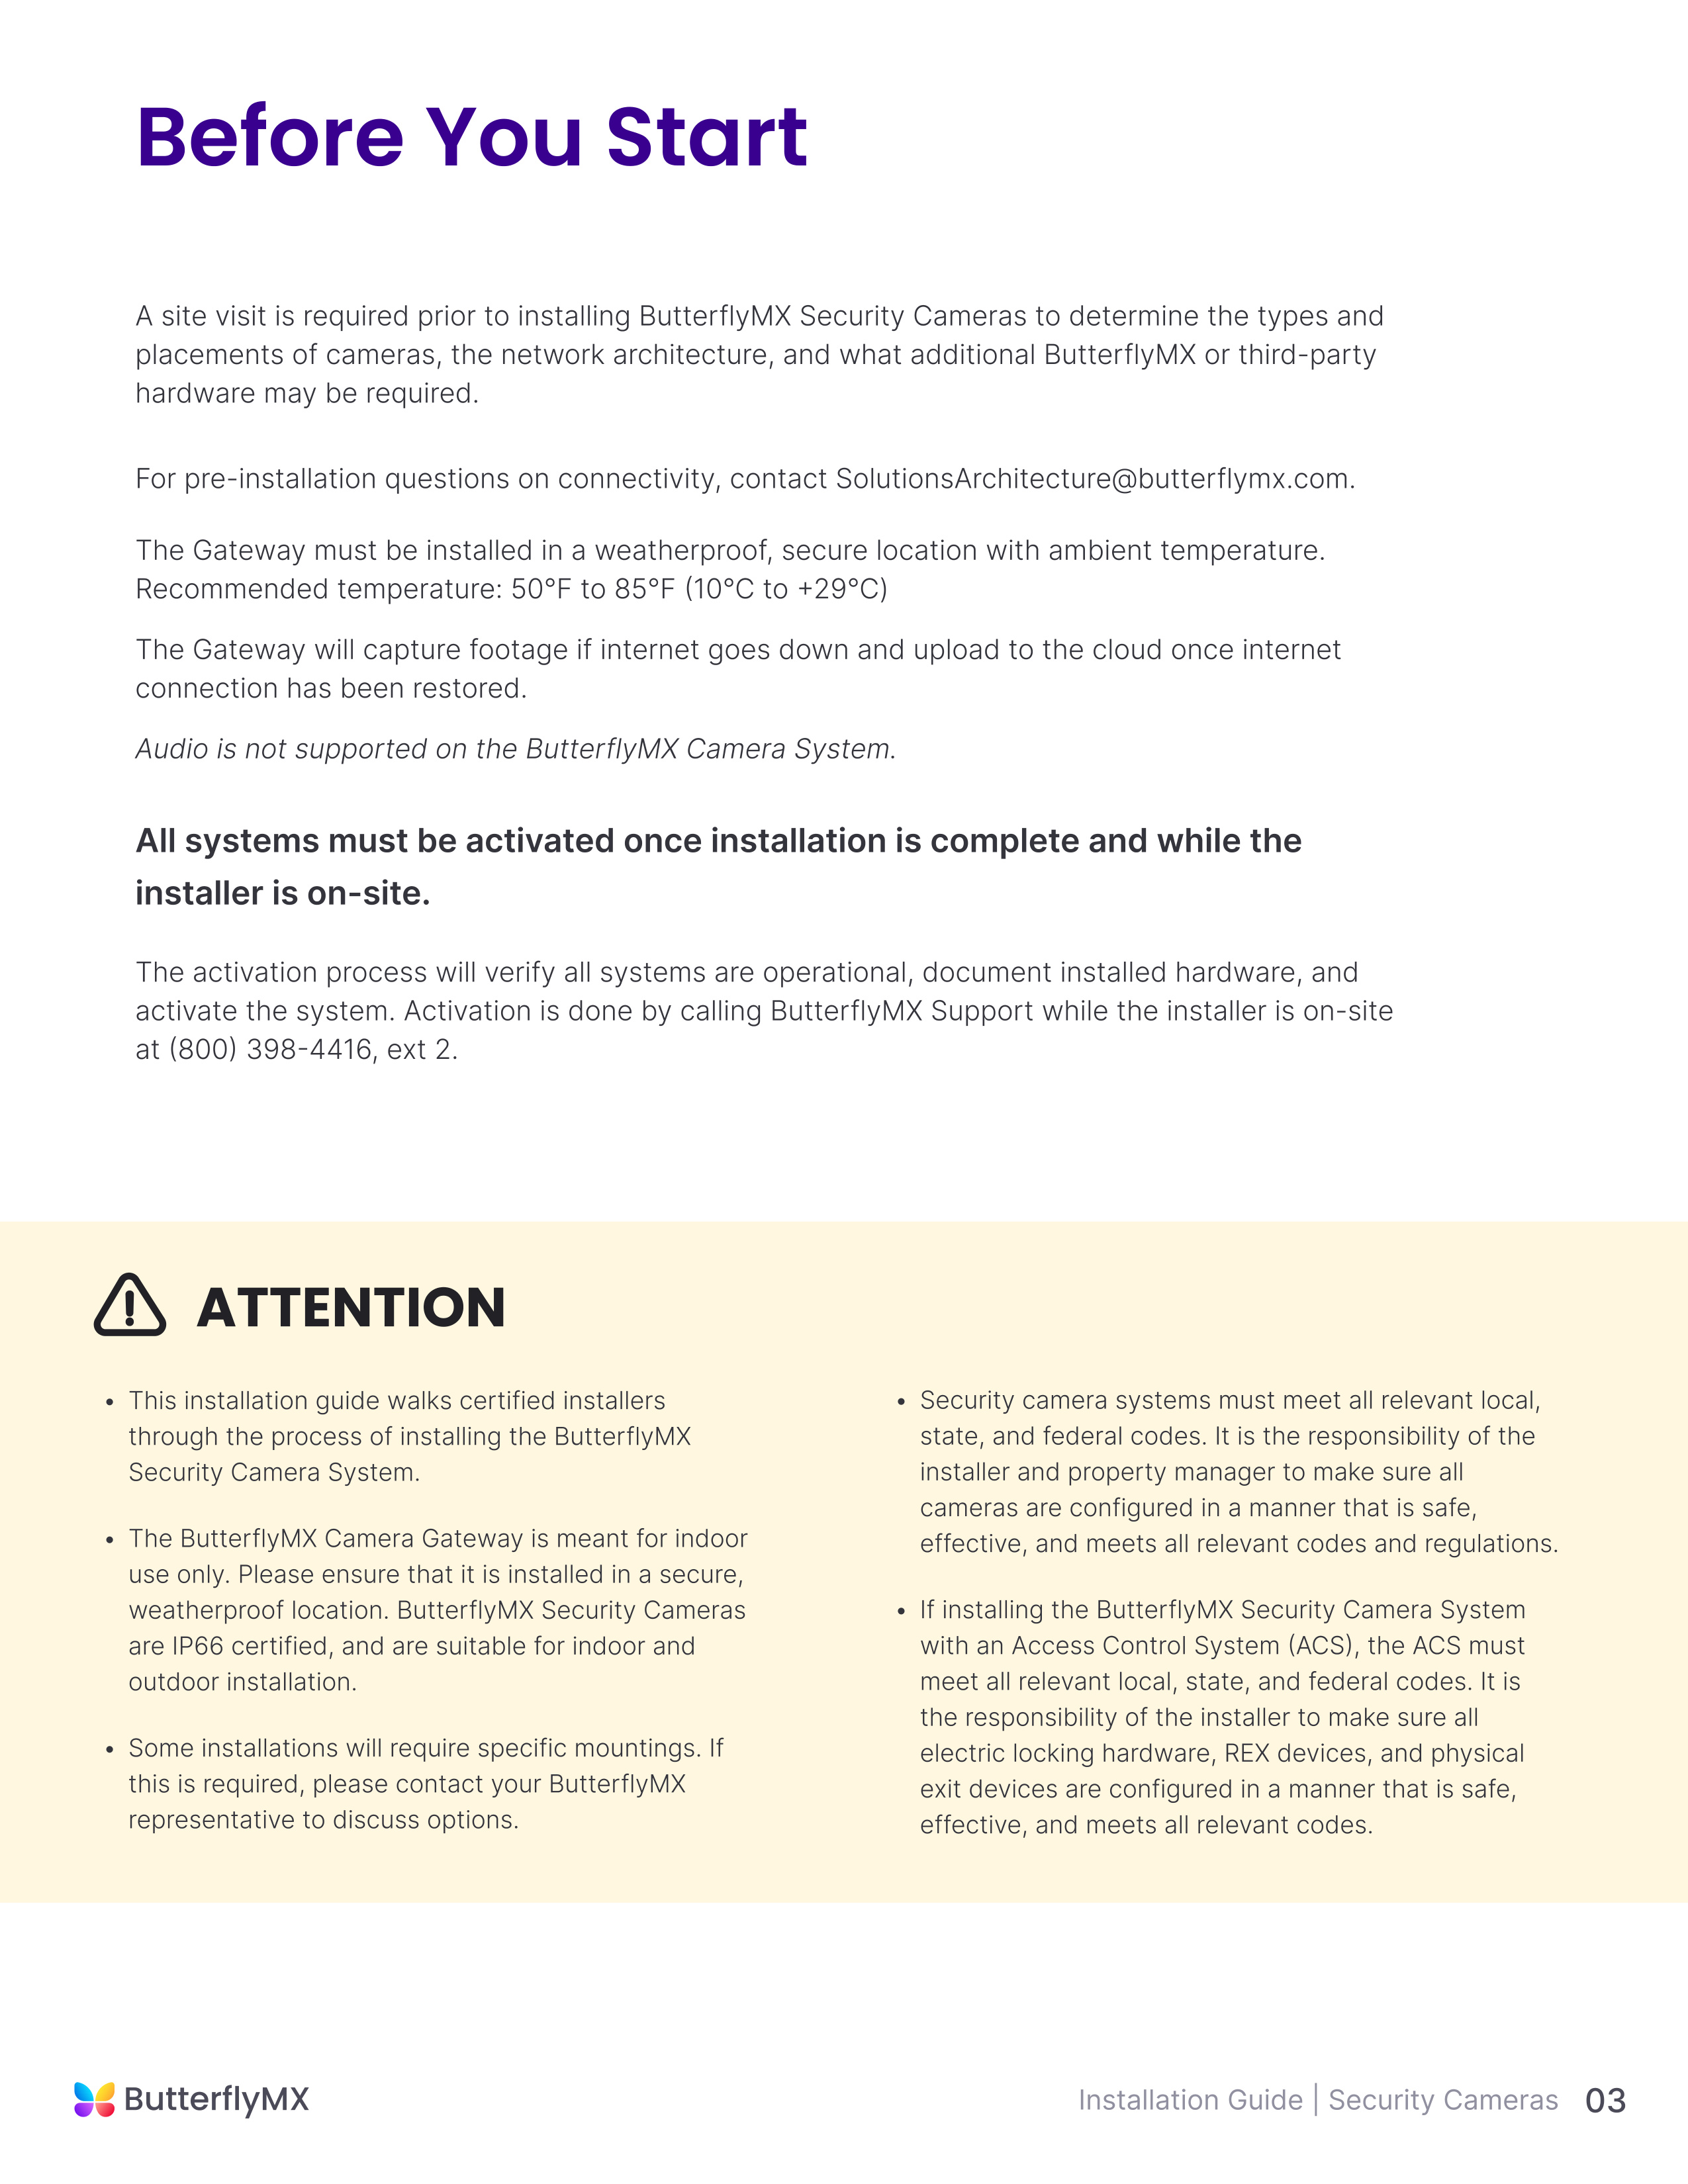 Before You Start
A site visit is required prior to installing ButterflyMX Security Cameras to determine the types and
placements of cameras, the network architecture, and what additional ButterflyMX or third-party
hardware may be required.
For pre-installation questions on connectivity, contact SolutionsArchitecture@butterflymx.com.
The Gateway must be installed in a weatherproof, secure location with ambient temperature.
Recommended temperature: 50°F to 85°F (10°C to +29°C)
The Gateway will capture footage if internet goes down and upload to the cloud once internet
connection has been restored.
Audio is not supported on the ButterflyMX Camera System.
All systems must be activated once installation is complete and while the
installer is on-site.
The activation process will verify all systems are operational, document installed hardware, and
activate the system. Activation is done by calling ButterflyMX Support while the installer is on-site
at (800) 398-4416, ext 2.
ATTENTION
• This installation guide walks certified installers
through the process of installing the ButterflyMX
Security Camera System.
• The ButterflyMX Camera Gateway is meant for indoor
use only. Please ensure that it is installed in a secure,
weatherproof location. ButterflyMX Security Cameras
are IP66 certified, and are suitable for indoor and
outdoor installation.
• Some installations will require specific mountings. If
this is required, please contact your ButterflyMX
representative to discuss options.
• Security camera systems must meet all relevant local,
state, and federal codes. It is the responsibility of the
installer and property manager to make sure all
cameras are configured in a manner that is safe,
effective, and meets all relevant codes and regulations.
• If installing the ButterflyMX Security Camera System
with an Access Control System (ACS), the ACS must
meet all relevant local, state, and federal codes. It is
the responsibility of the installer to make sure all
electric locking hardware, REX devices, and physical
exit devices are configured in a manner that is safe,
effective, and meets all relevant codes.
ButterflyMX
Installation Guide | Security Cameras 03